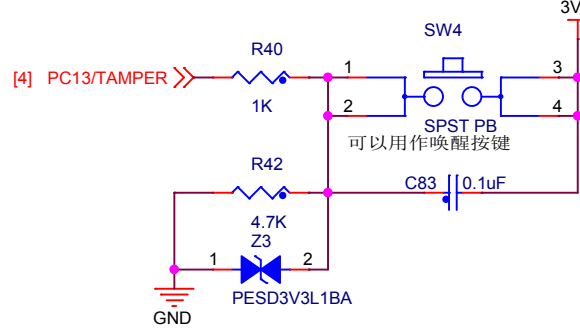 3V
SW4
R40
[4] PC13/TAMPER
1
3
1K
2
4
SPST PB
可以用作唤醒按键
R42
C83
0.1uF
4.7K
Z3
1
2
PESD3V3L1BA
GND